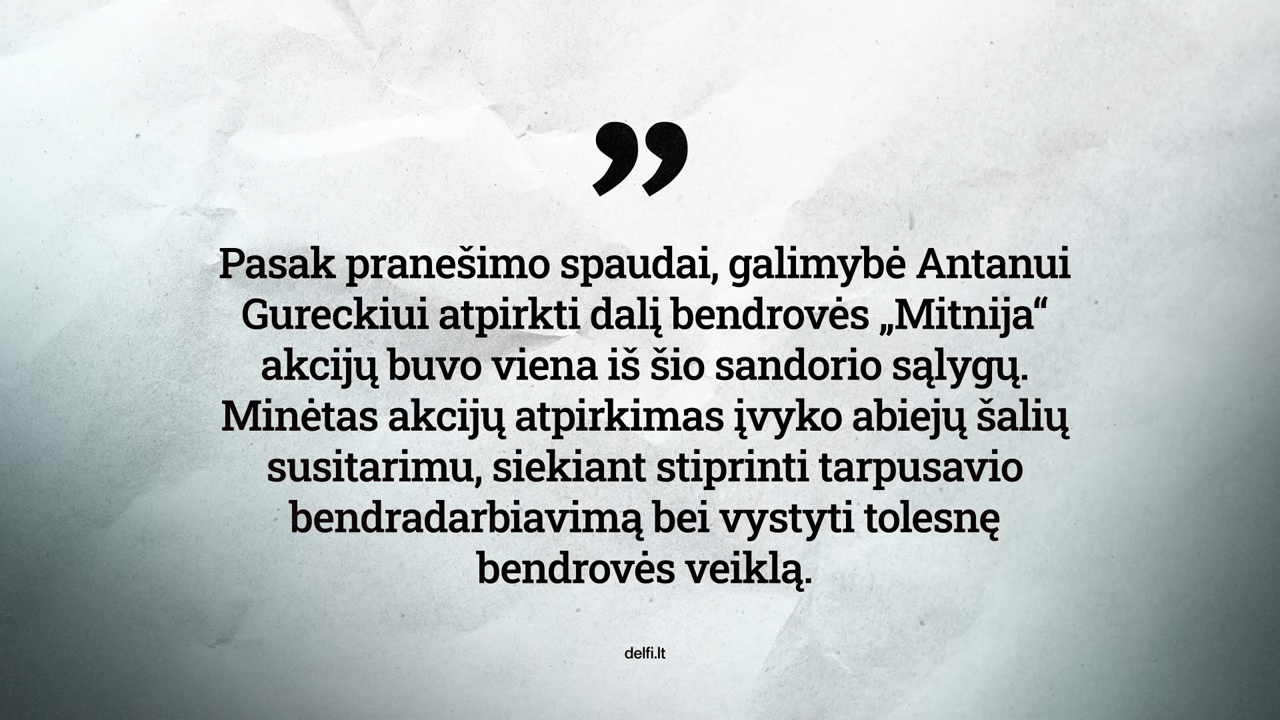 ”
Pasak pranešimo spaudai, galimybė Antanui
Gureckiui atpirkti dalį bendrovės „Mitnija“
akcijų buvo viena iš šio sandorio sąlygų.
Minėtas akcijų atpirkimas įvyko abiejų šalių
susitarimu, siekiant stiprinti tarpusavio
bendradarbiavimą bei vystyti tolesnę
bendrovės veiklą.
delfi.lt